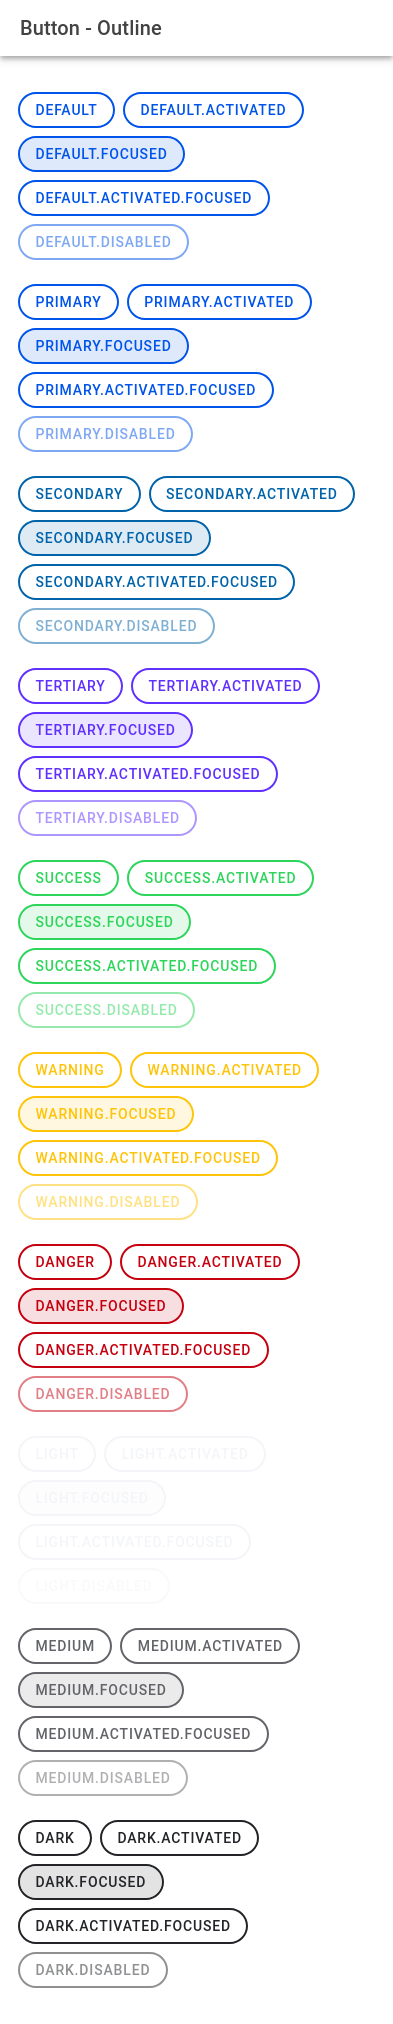 Button - Outline
DEFAULT DEFAULT.ACTIVATED
DEFAULT.FOCUSED
DEFAULT.ACTIVATED.FOCUSED
DEFAULT.DISABLED
PRIMARY PRIMARY.ACTIVATED
PRIMARY.FOCUSED
PRIMARY.ACTIVATED.FOCUSED
PRIMARY.DISABLED
SECONDARY SECONDARY.ACTIVATED
SECONDARY.FOCUSED
SECONDARY.ACTIVATED.FOCUSED
SECONDARY.DISABLED
TERTIARY TERTIARY.ACTIVATED
TERTIARY.FOCUSED
TERTIARY.ACTIVATED.FOCUSED
TERTIARY.DISABLED
SUCCESS SUCCESS.ACTIVATED
SUCCESS.FOCUSED
SUCCESS.ACTIVATED.FOCUSED
SUCCESS.DISABLED
WARNING WARNING.ACTIVATED
WARNING.FOCUSED
WARNING.ACTIVATED.FOCUSED
WARNING.DISABLED
DANGER DANGER.ACTIVATED
DANGER.FOCUSED
DANGER.ACTIVATED.FOCUSED
DANGER.DISABLED
LIGHT LIGHT.ACTIVATED
LIGHT.FOCUSED
LIGHT.ACTIVATED.FOCUSED
LIGHT.DISABLED
MEDIUM MEDIUM.ACTIVATED
MEDIUM.FOCUSED
MEDIUM.ACTIVATED.FOCUSED
MEDIUM.DISABLED
DARK DARK.ACTIVATED
DARK.FOCUSED
DARK.ACTIVATED.FOCUSED
DARK.DISABLED